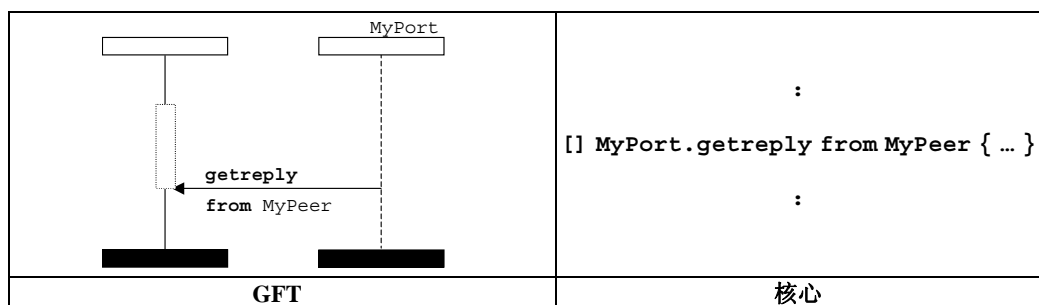 MyPort
getreply
from MyPeer
:
[] MyPort.getreply from MyPeer { … }
:
GFT
核心